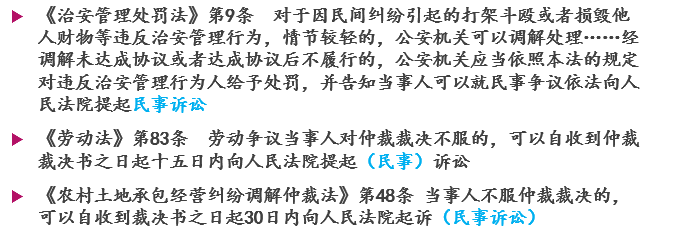 《治安管理处罚法》第9条　对于因民间纠纷引起的打架斗殴或者损毁他
人财物等违反治安管理行为，情节较轻的，公安机关可以调解处理……经
调解未达成协议或者达成协议后不履行的，公安机关应当依照本法的规定
对违反治安管理行为人给予处罚，并告知当事人可以就民事争议依法向人
民法院提起民事诉讼
《劳动法》第83条　劳动争议当事人对仲裁裁决不服的，可以自收到仲裁
裁决书之日起十五日内向人民法院提起（民事）诉讼
《农村土地承包经营纠纷调解仲裁法》第48条 当事人不服仲裁裁决的，
可以自收到裁决书之日起30日内向人民法院起诉（民事诉讼）